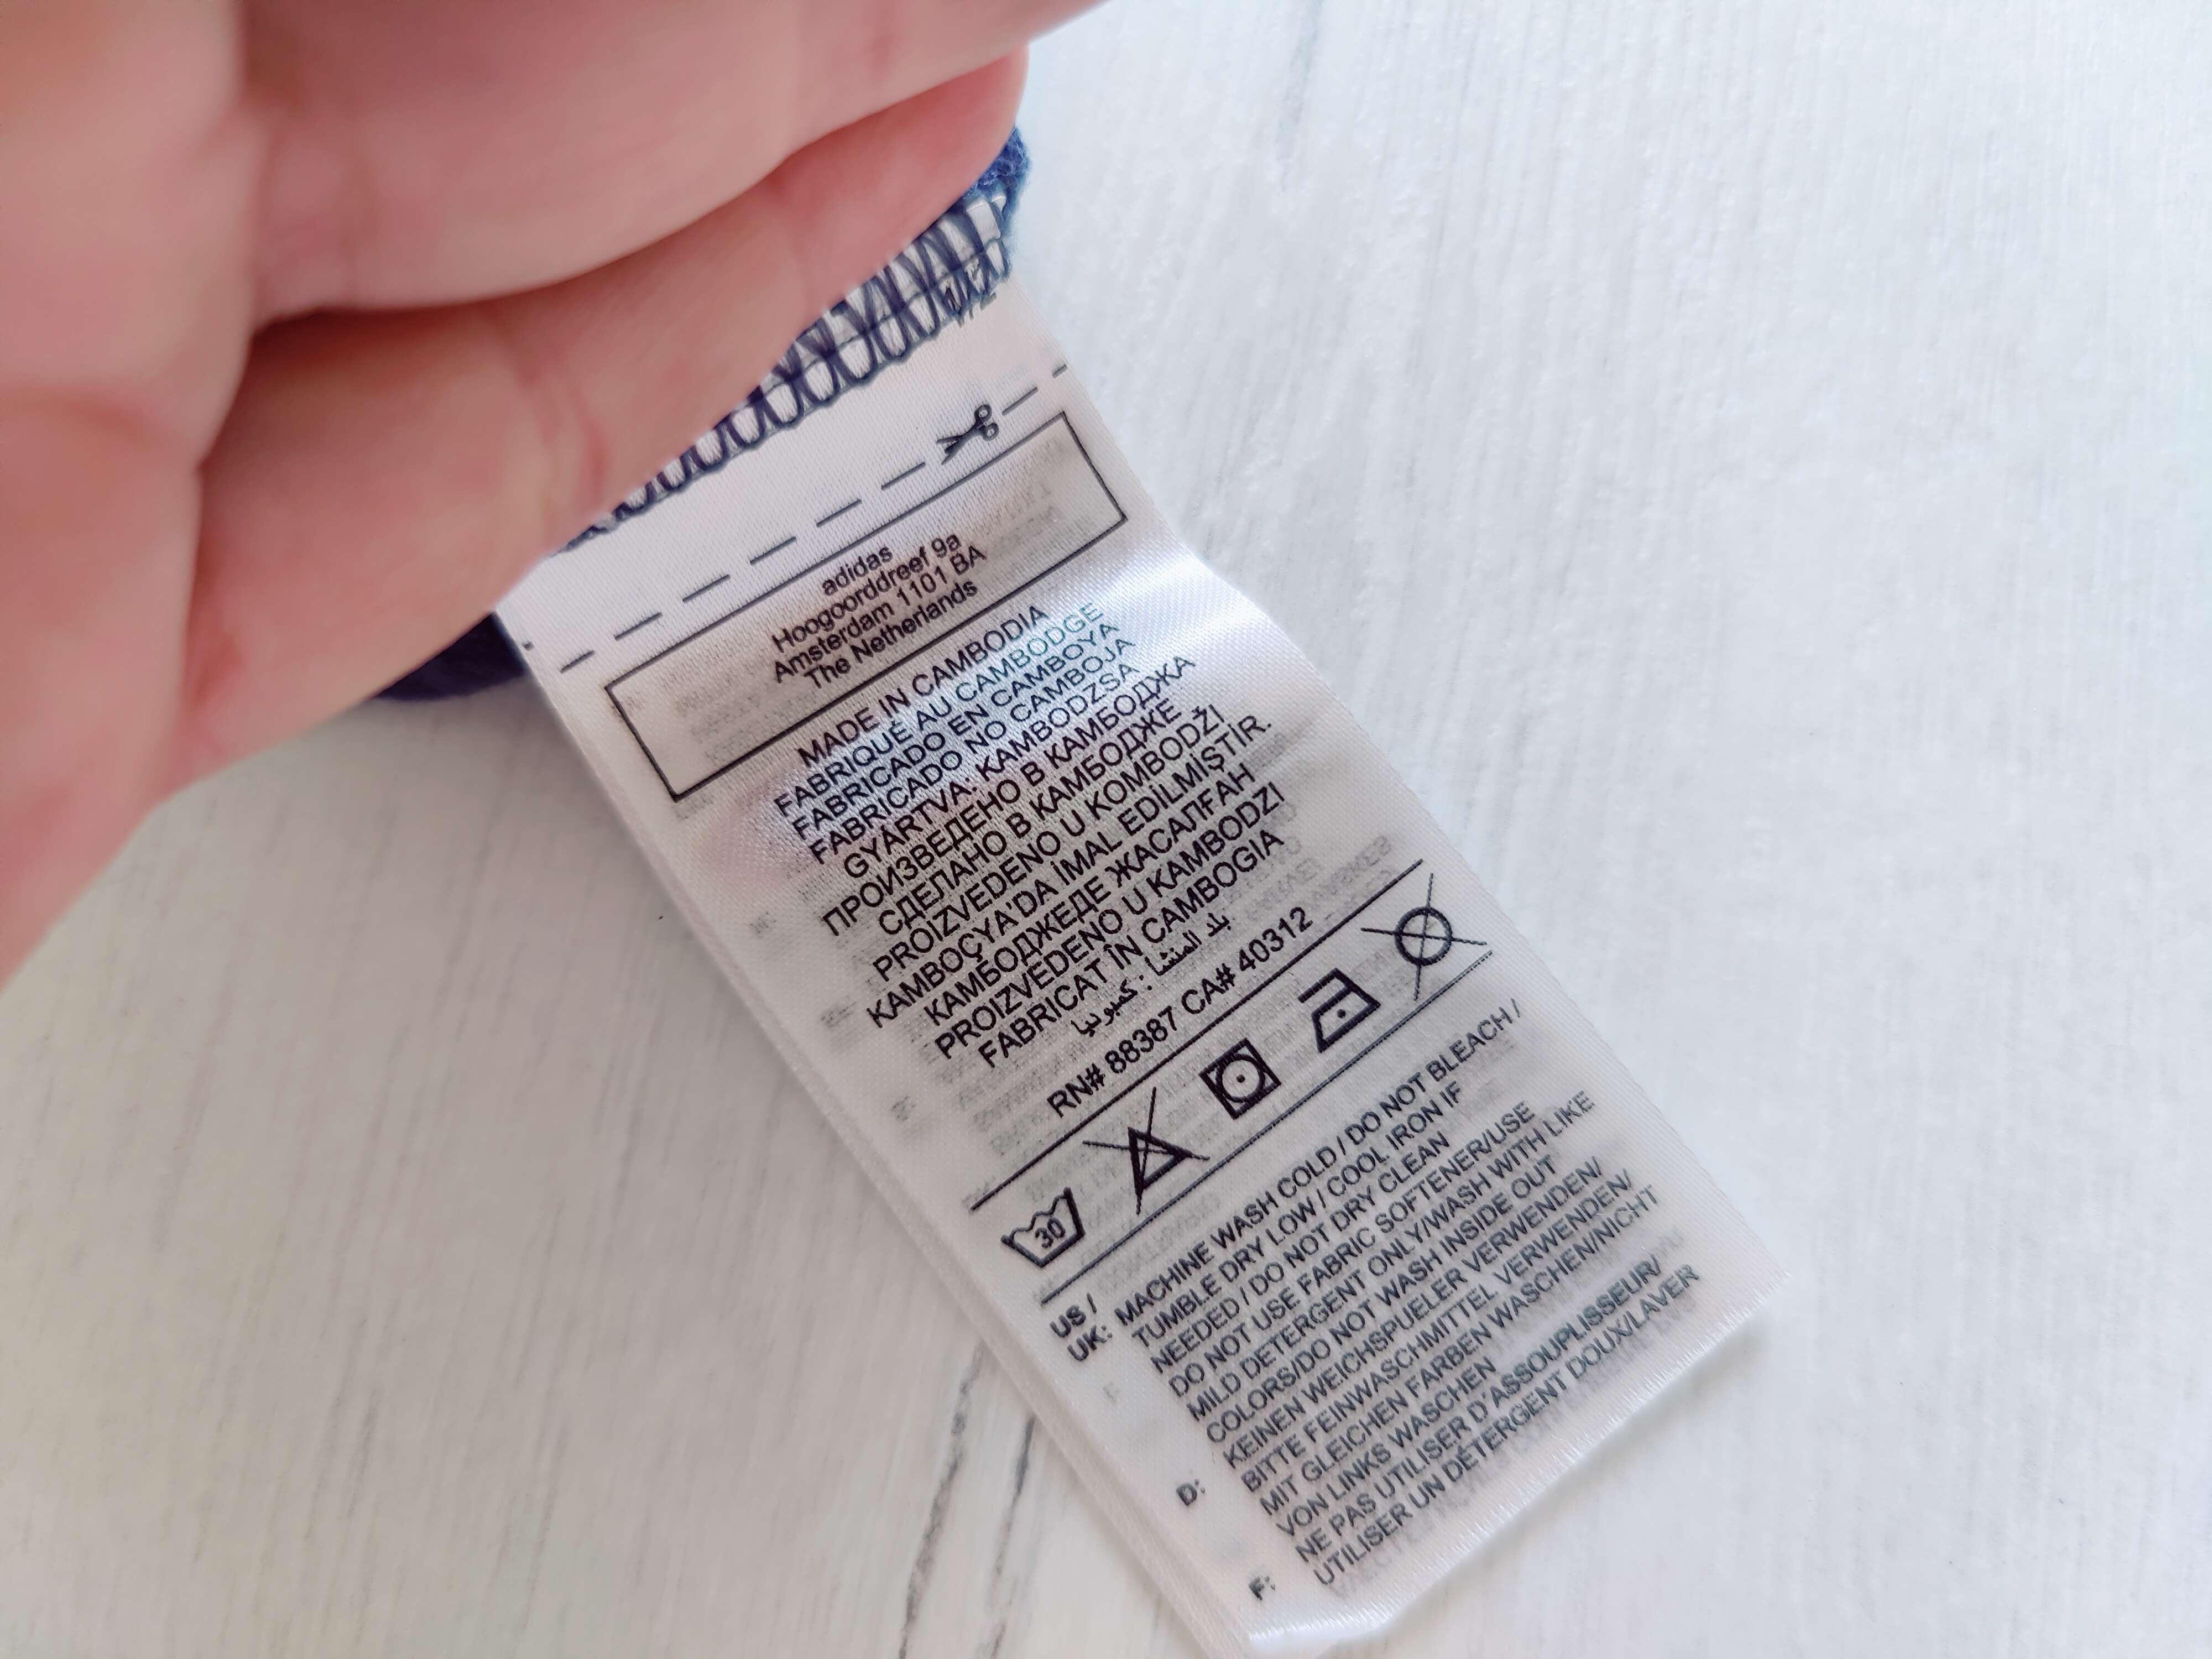 adidas
Hoogoorddreef 9a
Amsterdam 1101 BA
The Netherlands
MADE IN CAMBODIA
FABRIQUÉ AU CAMBODGE
FABRICADO EN CAMBOYA
FABRICADO NO CAMBOJA
GYÁRTVA: KAMBODZSA
ПРОИЗВЕДЕНО В КАМБОДЖА
СДЕЛАНО В КАМБОДЖЕ
PROIZVEDENO U KOMBODŽI
KAMBOÇYA'DA İMAL EDİLMİŞTİR.
КАМБОДЖЕДЕ ЖАСАЛҒАН
PROIZVEDENO U KAMBODZI
FABRICAT ÎN CAMBOGIA
بلد المنشأ : كمبوديا
RN# 88387 CA# 40312
30
US / UK: MACHINE WASH COLD / DO NOT BLEACH /
TUMBLE DRY LOW / COOL IRON IF
NEEDED / DO NOT DRY CLEAN
DO NOT USE FABRIC SOFTENER/USE
MILD DETERGENT ONLY/WASH WITH LIKE
COLORS/DO NOT WASH INSIDE OUT
D: KEINEN WEICHSPUELER VERWENDEN/
BITTE FEINWASCHMITTEL VERWENDEN/
MIT GLEICHEN FARBEN WASCHEN/NICHT
VON LINKS WASCHEN
F: NE PAS UTILISER D'ASSOUPLISSEUR/
UTILISER UN DÉTERGENT DOUX/LAVER